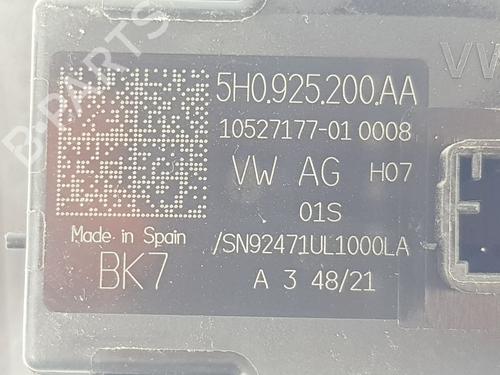 5H0.925.200.AA
10527177-01 0008
VW AG H07
01S
Made in Spain /SN92471UL1000LA
BK7 A 3 48/21
VW
B-PARTS